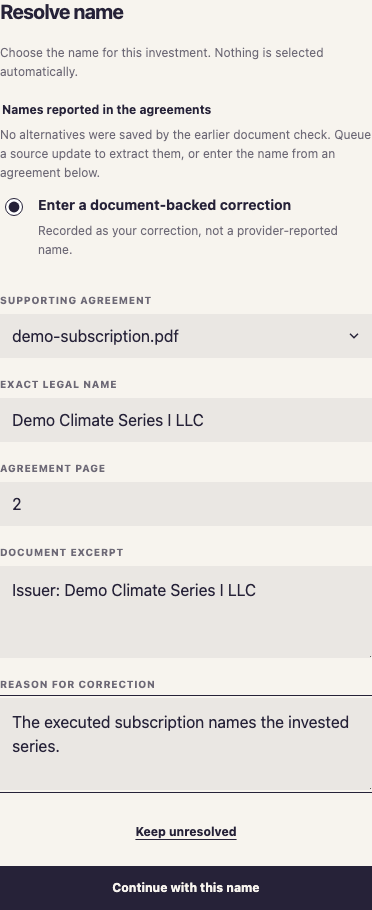 Resolve name
Choose the name for this investment. Nothing is selected
automatically.
Names reported in the agreements
No alternatives were saved by the earlier document check. Queue
a source update to extract them, or enter the name from an
agreement below.
Enter a document-backed correction
Recorded as your correction, not a provider-reported
name.
SUPPORTING AGREEMENT
demo-subscription.pdf
EXACT LEGAL NAME
Demo Climate Series I LLC
AGREEMENT PAGE
2
DOCUMENT EXCERPT
Issuer: Demo Climate Series I LLC
REASON FOR CORRECTION
The executed subscription names the invested
series.
Keep unresolved
Continue with this name